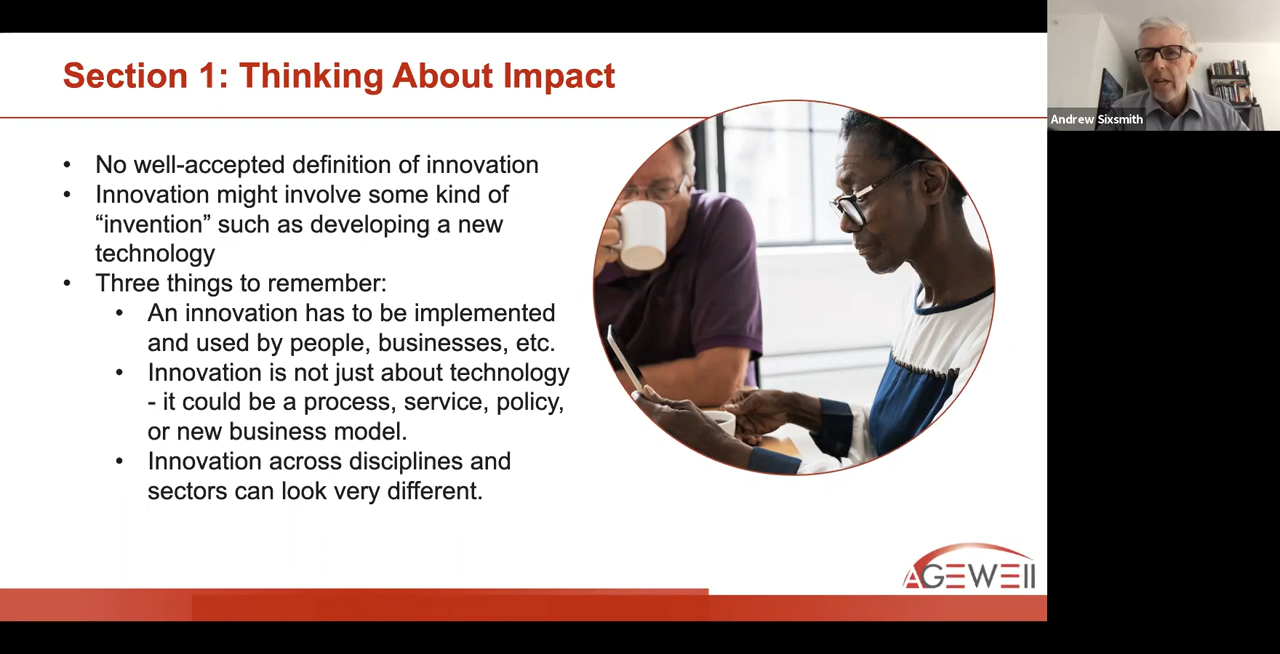 Section 1: Thinking About Impact
• No well-accepted definition of innovation
• Innovation might involve some kind of
“invention” such as developing a new
technology
• Three things to remember:
• An innovation has to be implemented
and used by people, businesses, etc.
• Innovation is not just about technology
- it could be a process, service, policy,
or new business model.
• Innovation across disciplines and
sectors can look very different.
AGEWELL
Andrew Sixsmith